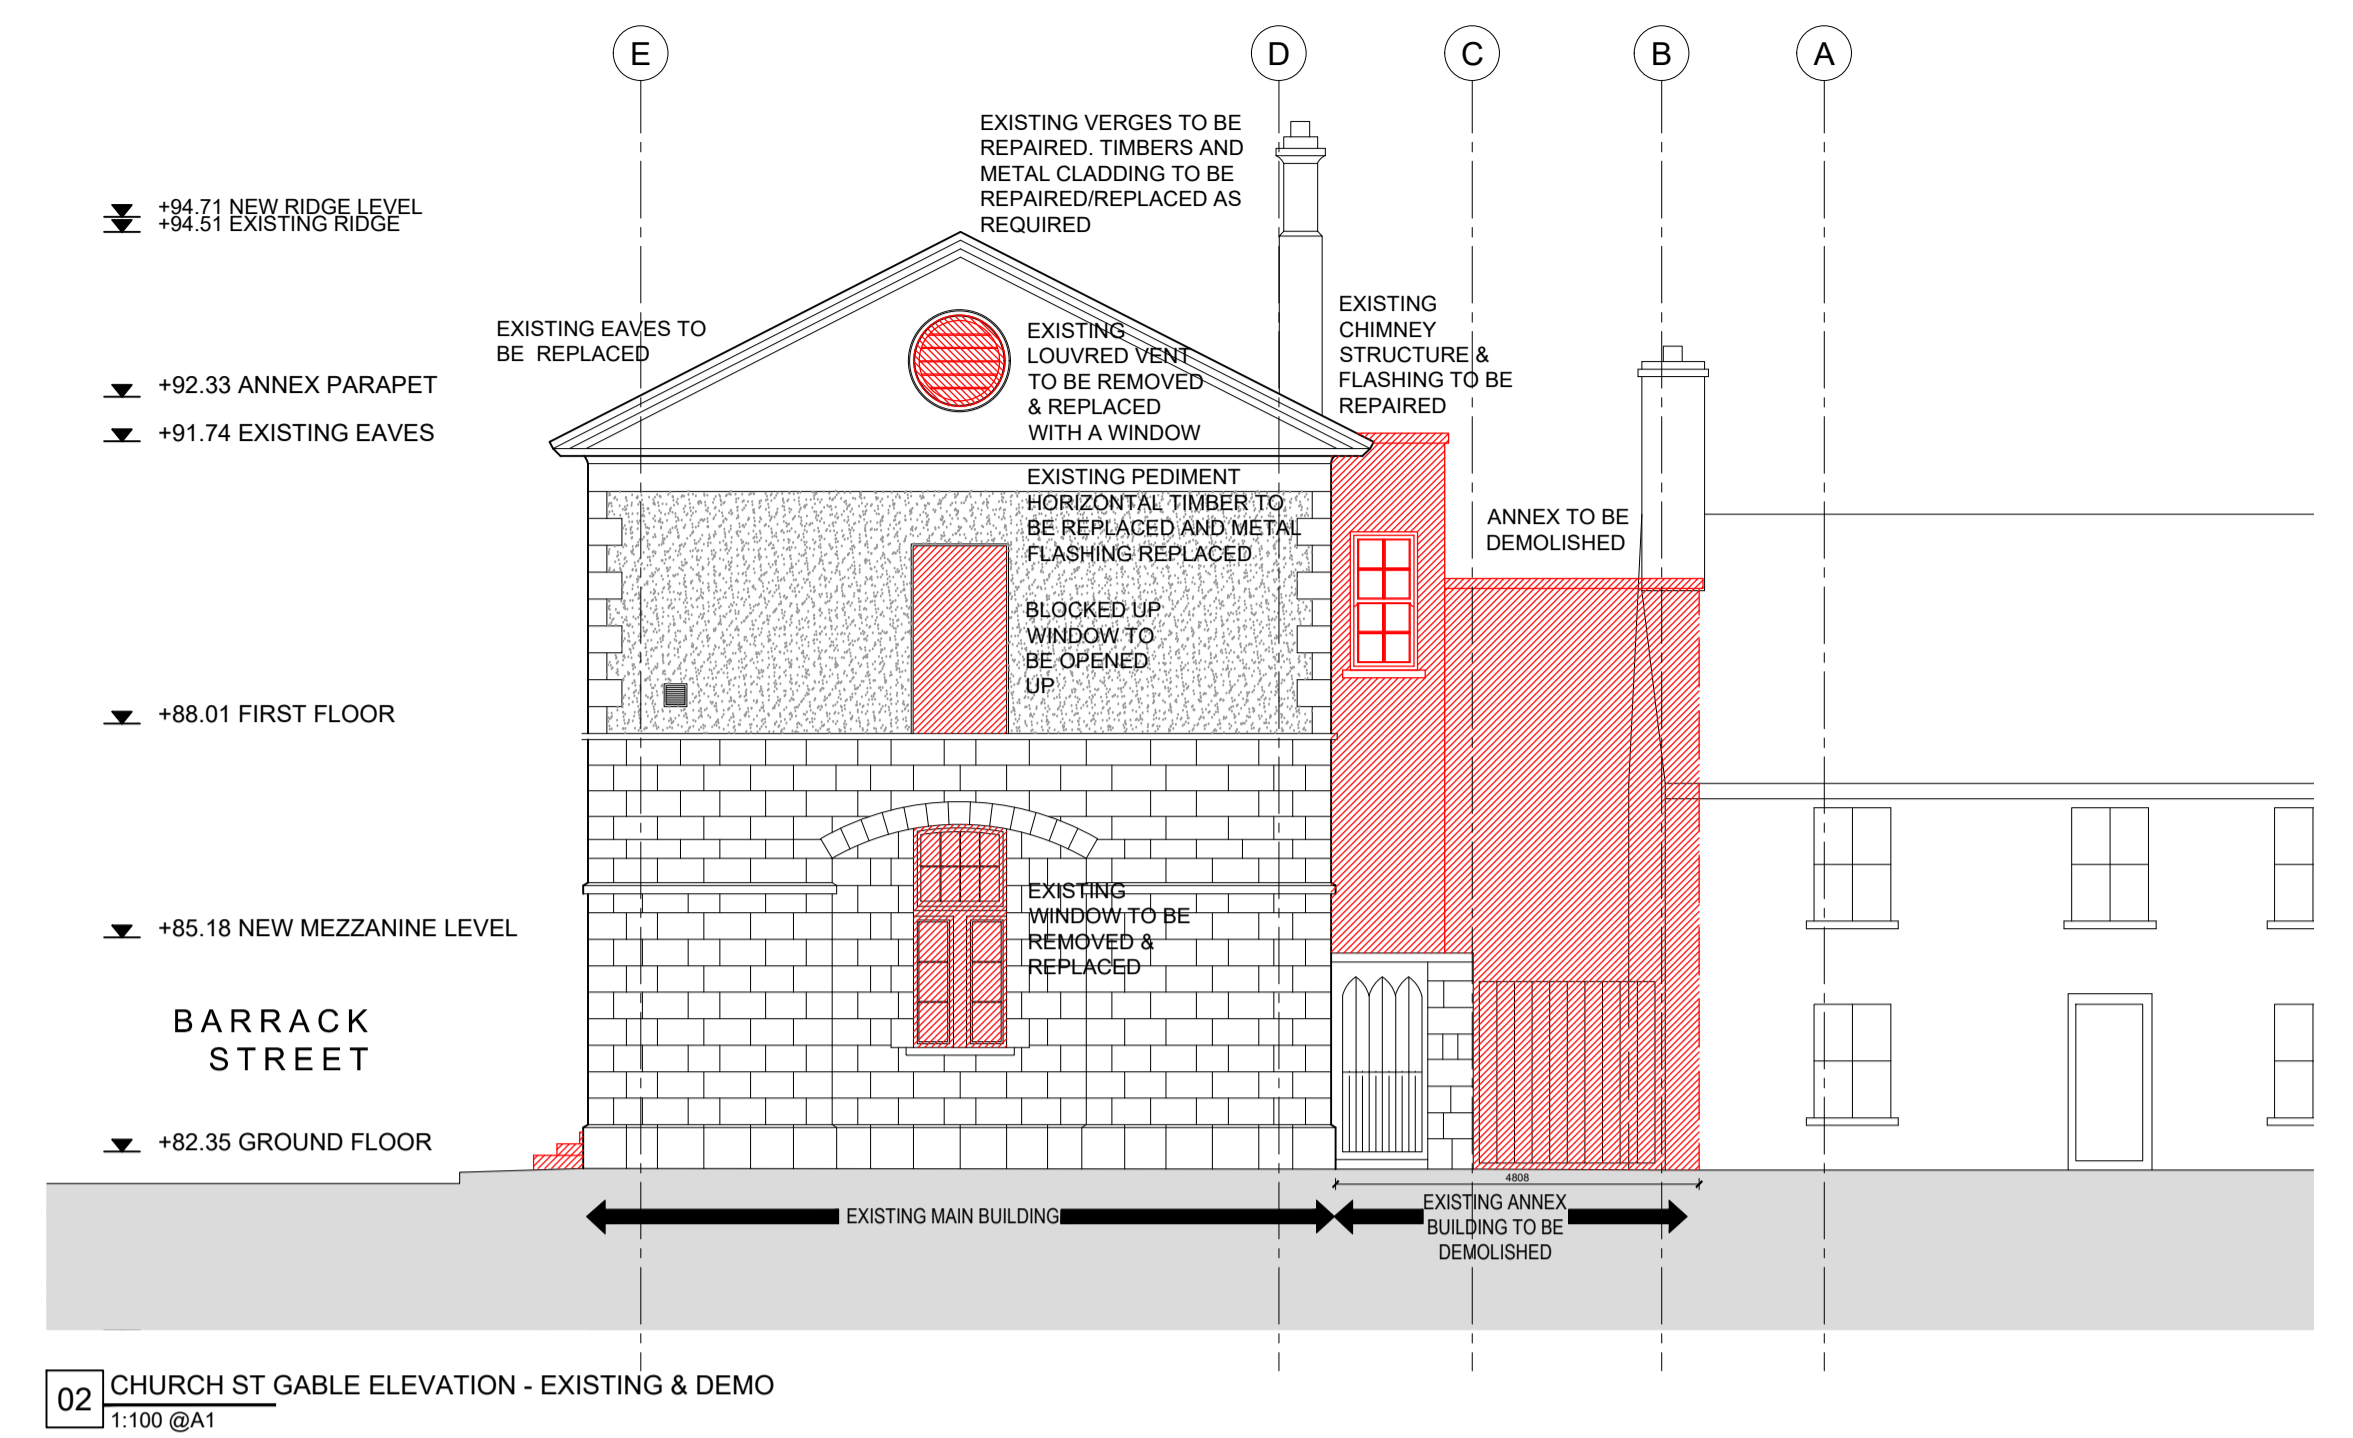 E
D
C
B
A
EXISTING VERGES TO BE
REPAIRED. TIMBERS AND
METAL CLADDING TO BE
REPAIRED/REPLACED AS
REQUIRED
+94.71 NEW RIDGE LEVEL
+94.51 EXISTING RIDGE
EXISTING EAVES TO
BE REPLACED
EXISTING
LOUVRED VENT
TO BE REMOVED
& REPLACED
WITH A WINDOW
EXISTING
CHIMNEY
STRUCTURE &
FLASHING TO BE
REPAIRED
+92.33 ANNEX PARAPET
+91.74 EXISTING EAVES
EXISTING PEDIMENT
HORIZONTAL TIMBER TO
BE REPLACED AND METAL
FLASHING REPLACED
ANNEX TO BE
DEMOLISHED
BLOCKED UP
WINDOW TO
BE OPENED
UP
+88.01 FIRST FLOOR
EXISTING
WINDOW TO BE
REMOVED &
REPLACED
+85.18 NEW MEZZANINE LEVEL
BARRACK
STREET
+82.35 GROUND FLOOR
4808
EXISTING MAIN BUILDING
EXISTING ANNEX
BUILDING TO BE
DEMOLISHED
02
CHURCH ST GABLE ELEVATION - EXISTING & DEMO
1:100 @A1